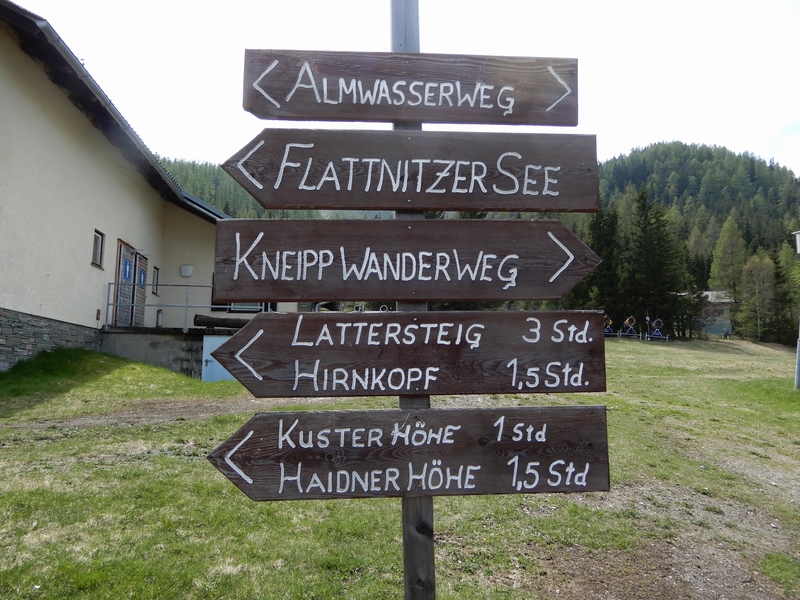 < ALMWASSERWEG >
< FLATTNITZER SEE
KNEIPP WANDERWEG >
< LATTERSTEIG 3 Std.
HIRNKOPF 1,5 Std.
< KUSTER HÖHE 1 Std
HAIDNER HÖHE 1,5 Std